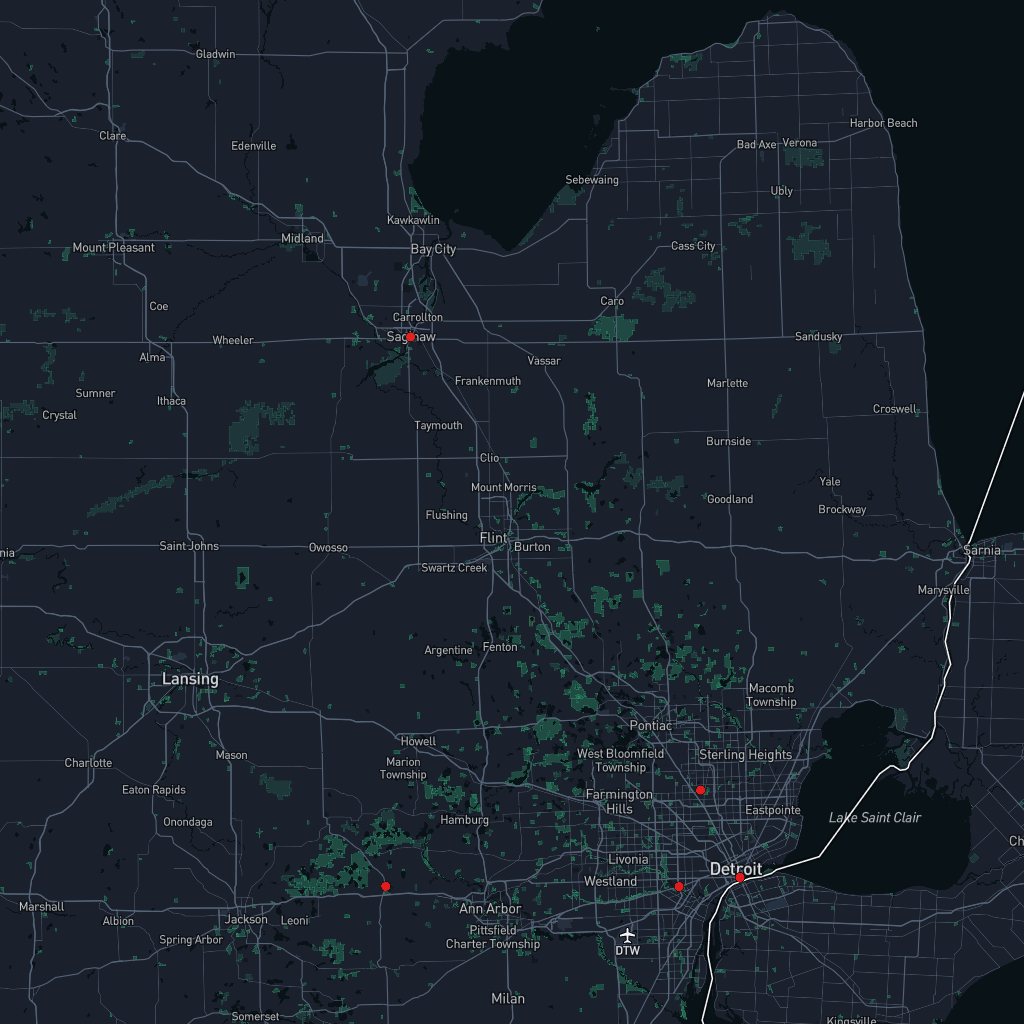 Gladwin
Harbor Beach
Clare
Edenville
Bad Axe
Verona
Sebewaing
Ubly
Kawkawlin
Midland
Mount Pleasant
Bay City
Cass City
Coe
Caro
Carrollton
Saginaw
Wheeler
Sandusky
Alma
Vassar
Frankenmuth
Marlette
Sumner
Ithaca
Crystal
Croswell
Taymouth
Burnside
Clio
Mount Morris
Yale
Goodland
Brockway
Flushing
Flint
Saint Johns
Owosso
Burton
nia
Sarnia
Swartz Creek
Marysville
Argentine
Fenton
Lansing
Macomb
Township
Pontiac
Howell
Mason
West Bloomfield
Township
Sterling Heights
Charlotte
Marion
Township
Eaton Rapids
Farmington
Hills
Eastpointe
Onondaga
Hamburg
Lake Saint Clair
Ch
Livonia
Detroit
Westland
Marshall
Albion
Jackson
Leoni
Ann Arbor
Spring Arbor
Pittsfield
Charter Township
DTW
Milan
Somerset
Kingsville